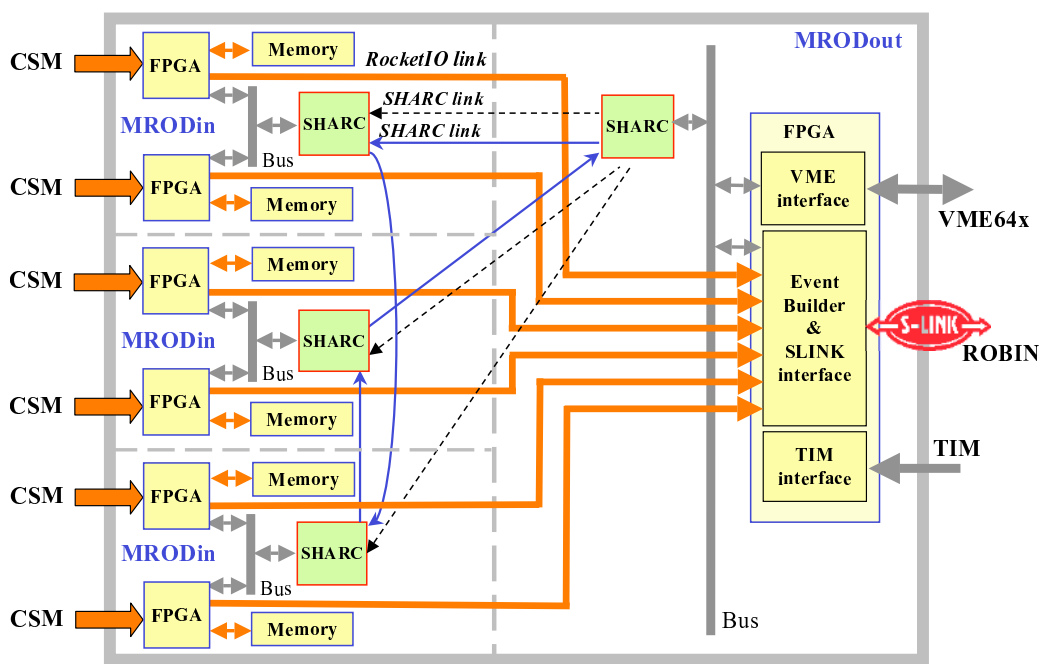 MRODout
CSM
FPGA
Memory
RocketIO link
SHARC link
MRODin
SHARC
SHARC link
SHARC
FPGA
Bus
CSM
FPGA
Memory
VME
interface
VME64x
CSM
FPGA
Memory
MRODin
SHARC
Event
Builder
&
SLINK
interface
S-LINK
ROBIN
Bus
CSM
FPGA
Memory
TIM
interface
TIM
CSM
FPGA
Memory
MRODin
SHARC
Bus
CSM
FPGA
Memory
Bus